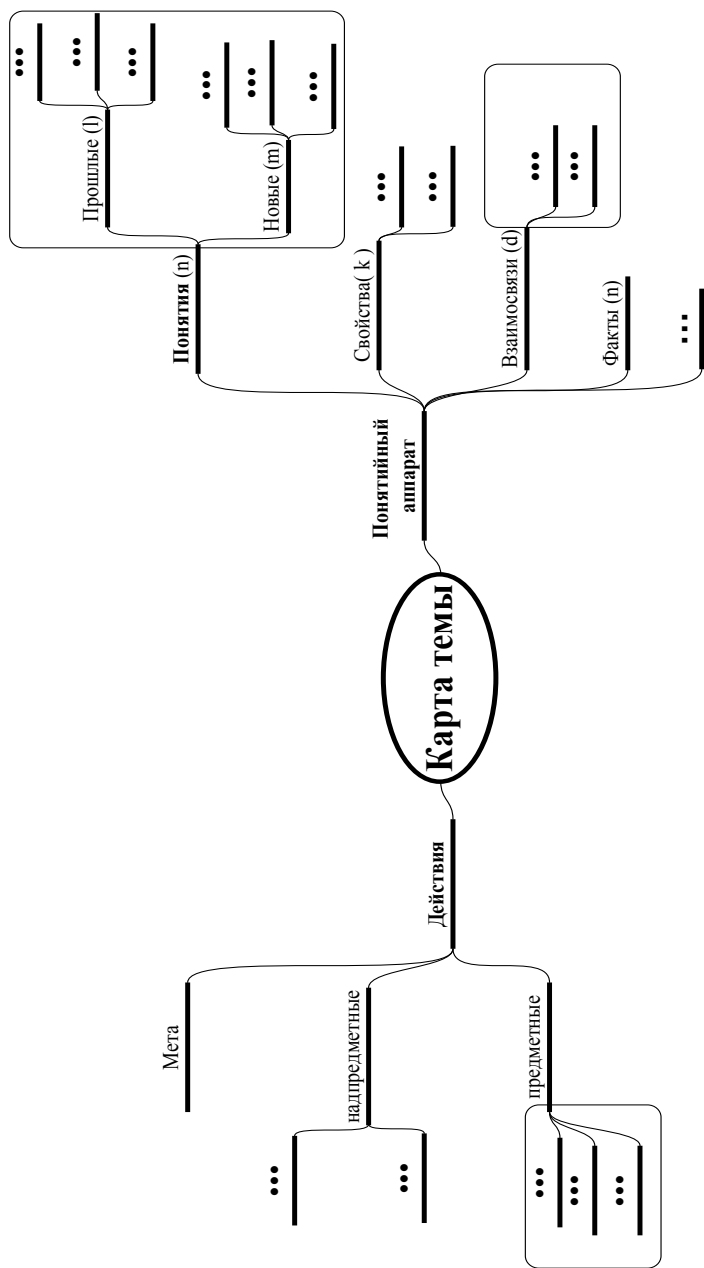 Карта темы
Действия
Мета
надпредметные
...
...
предметные
...
...
...
Понятийный
аппарат
Понятия (n)
Прошлые (l)
...
...
...
Новые (m)
...
...
...
Свойства( k )
...
...
Взаимосвязи (d)
...
...
Факты (n)
...